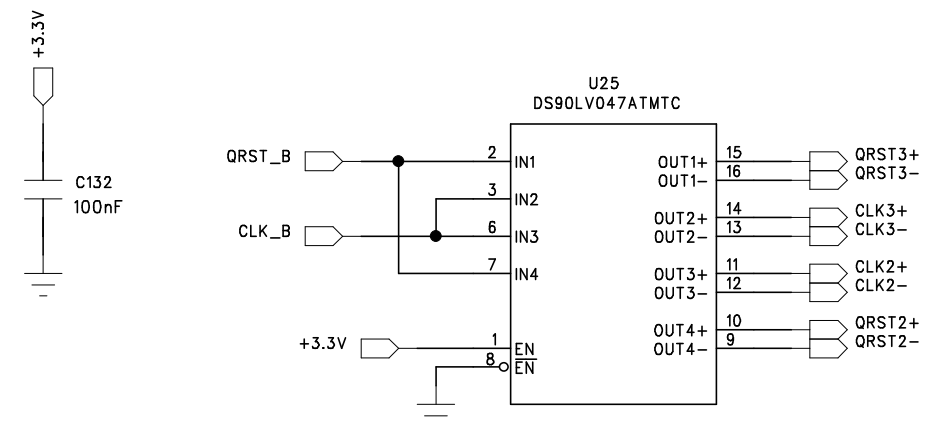 +3.3V
C132
100nF
U25
DS90LV047ATMTC
QRST_B
2
IN1
OUT1+
15
QRST3+
OUT1-
16
QRST3-
3
IN2
OUT2+
14
CLK3+
CLK_B
6
IN3
OUT2-
13
CLK3-
7
IN4
OUT3+
11
CLK2+
OUT3-
12
CLK2-
OUT4+
10
QRST2+
+3.3V
1
EN
OUT4-
9
QRST2-
8
EN